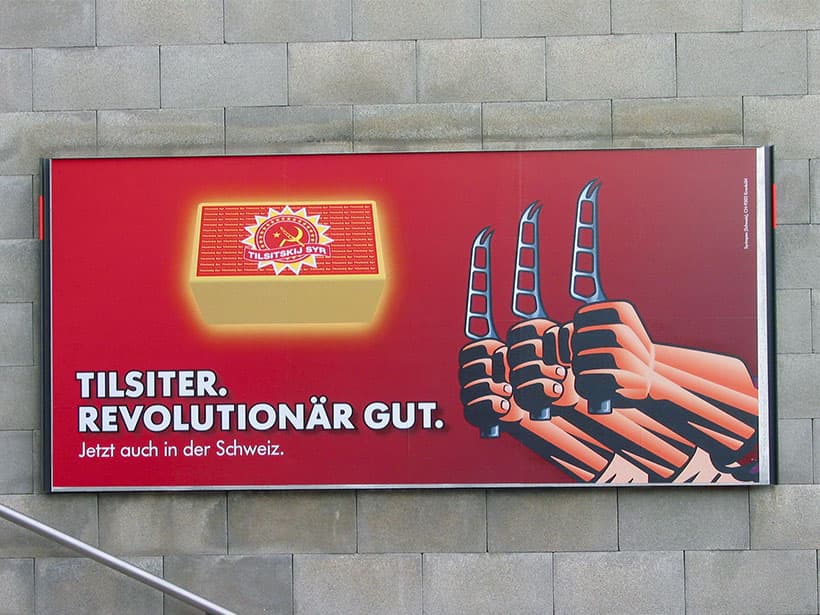 TILSITSKIJ SYR
TILSITER.
REVOLUTIONÄR GUT.
Jetzt auch in der Schweiz.